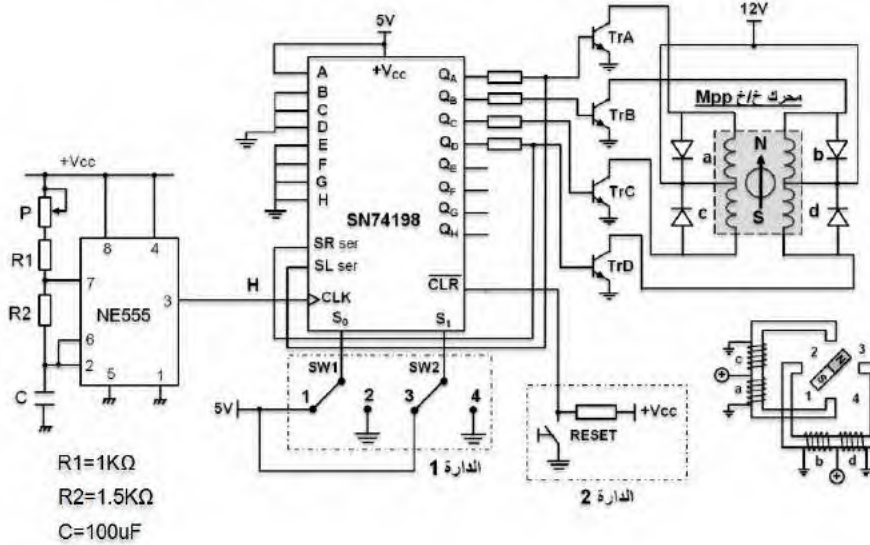 5V
12V
+Vcc
A
B
C
D
E
F
G
H
QA
QB
QC
QD
QE
QF
QG
QH
SN74198
SR ser
SL ser
CLR
CLK
S0
S1
TrA
TrB
TrC
TrD
محرك خ/خ Mpp
a
b
c
d
N
S
+Vcc
P
R1
R2
C
8
4
7
3
6
2
5
1
NE555
H
SW1
SW2
5V
1
2
3
4
الدارة 1
RESET
+Vcc
الدارة 2
c
a
b
d
1
2
3
4
S
N
R1=1KΩ
R2=1.5KΩ
C=100uF